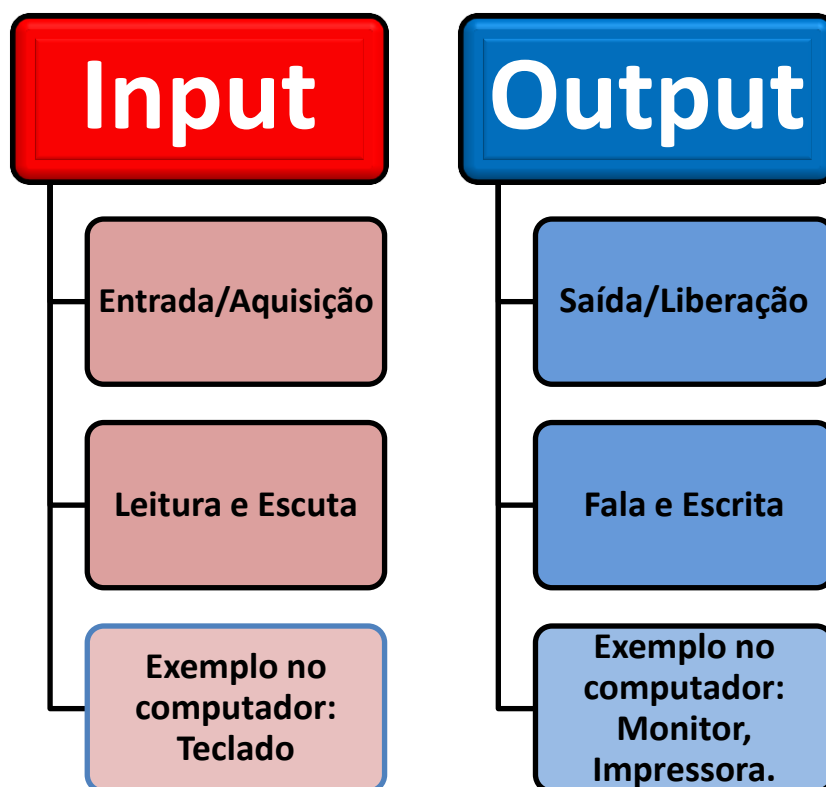 Input
Entrada/Aquisição
Leitura e Escuta
Exemplo no
computador:
Teclado
Output
Saída/Liberação
Fala e Escrita
Exemplo no
computador:
Monitor,
Impressora.